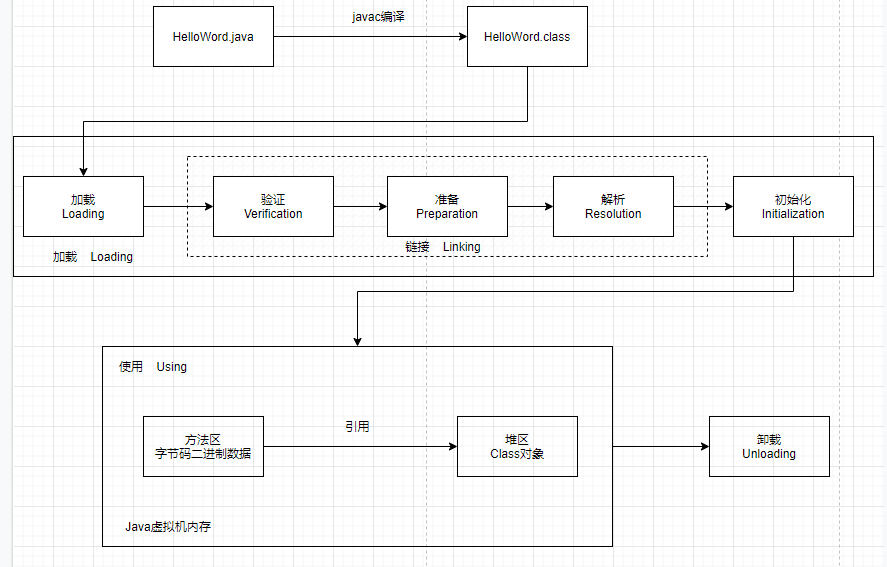 javac编译
HelloWord.java
HelloWord.class
加载
Loading
验证
Verification
准备
Preparation
解析
Resolution
初始化
Initialization
链接 Linking
加载 Loading
使用 Using
引用
方法区
字节码二进制数据
堆区
Class对象
卸载
Unloading
Java虚拟机内存